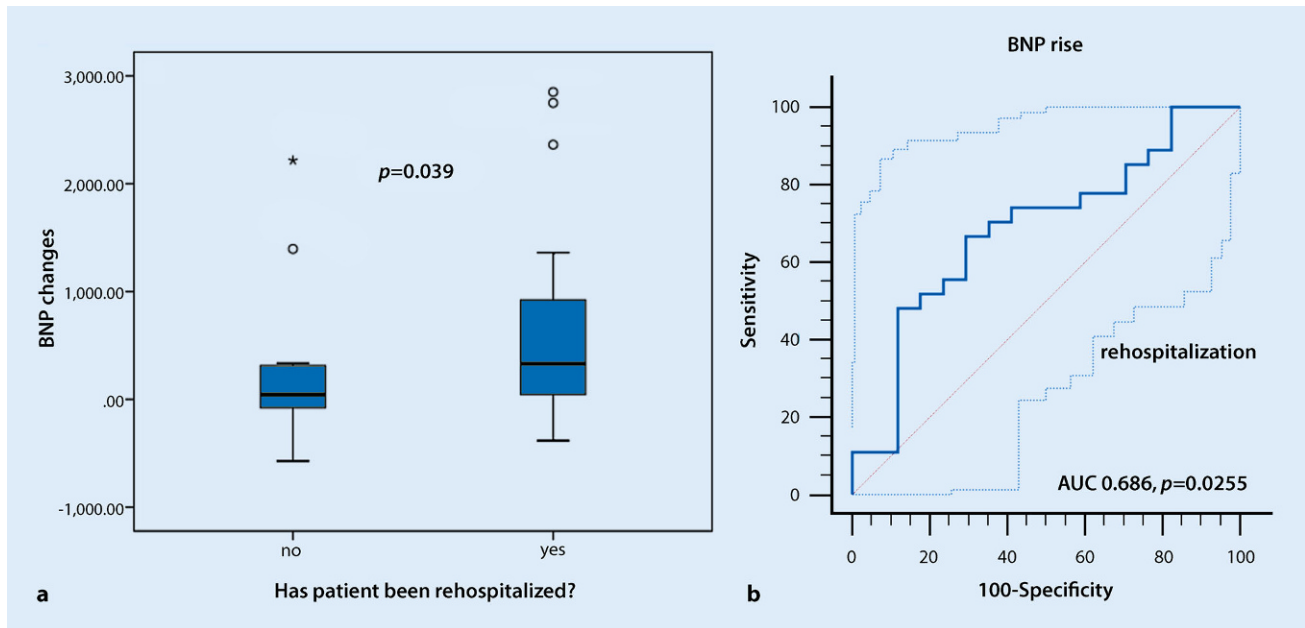 3,000.00
2,000.00
1,000.00
.00
-1,000.00
BNP changes
*
p=0.039
no
yes
a
Has patient been rehospitalized?
BNP rise
100
80
60
40
20
0
Sensitivity
rehospitalization
AUC 0.686, p=0.0255
0 20 40 60 80 100
b
100-Specificity